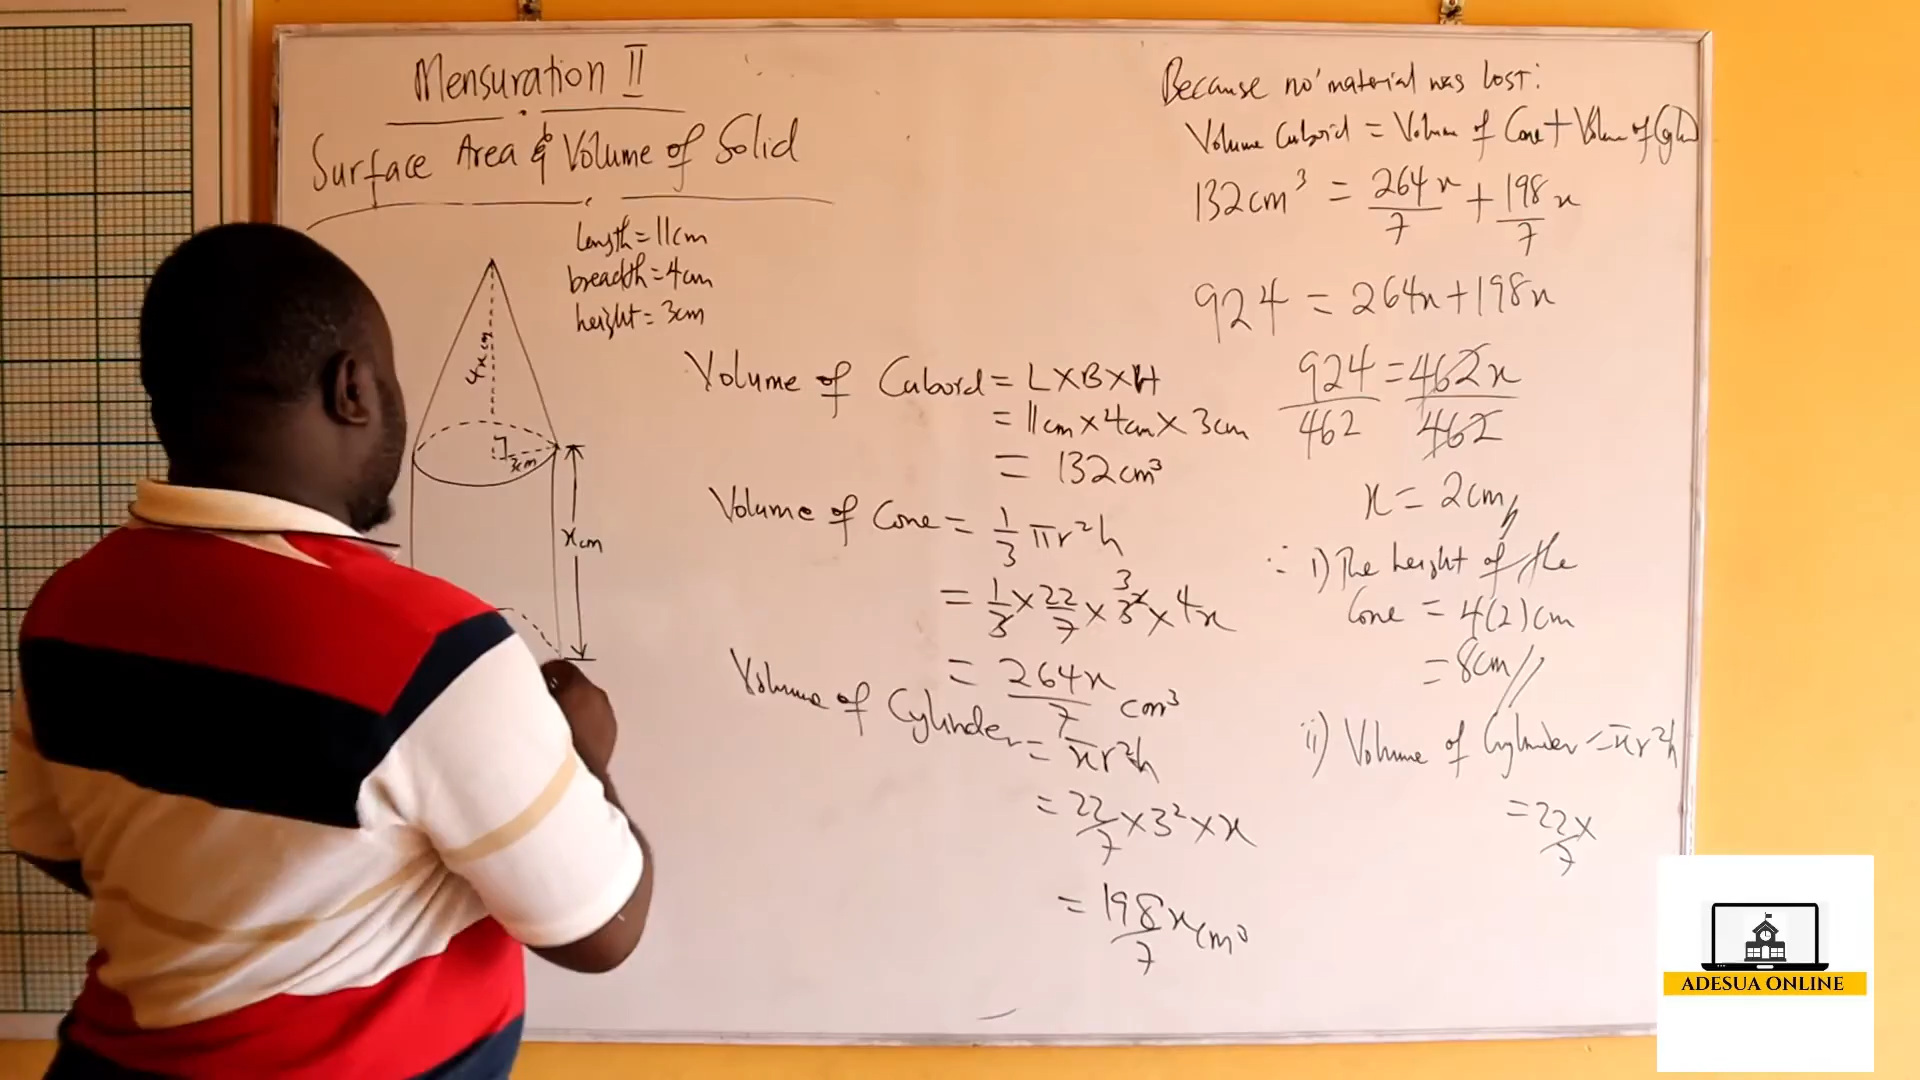 Mensuration II
Surface Area & Volume of Solid
length = 11cm
breadth = 4cm
height = 3cm
4x cm
3cm
x cm
Volume of Cuboid = L×B×H
= 11cm × 4cm × 3cm
= 132cm³
Volume of Cone = 1/3 πr²h
= 1/3 × 22/7 × 3² × 4x
3
= 264x/7 cm³
Volume of Cylinder = πr²h
= 22/7 × 3² × x
= 198x/7 cm³
Because no material was lost:
Volume Cuboid = Volume of Cone + Volume of
132cm³ = 264x/7 + 198x/7
924 = 264x + 198x
924/462 = 462x/462
x = 2cm
∴ i) The height of the
Cone = 4(2)cm
= 8cm
ii) Volume of Cylinder = πr²h
= 22/7 ×
ADESUA ONLINE